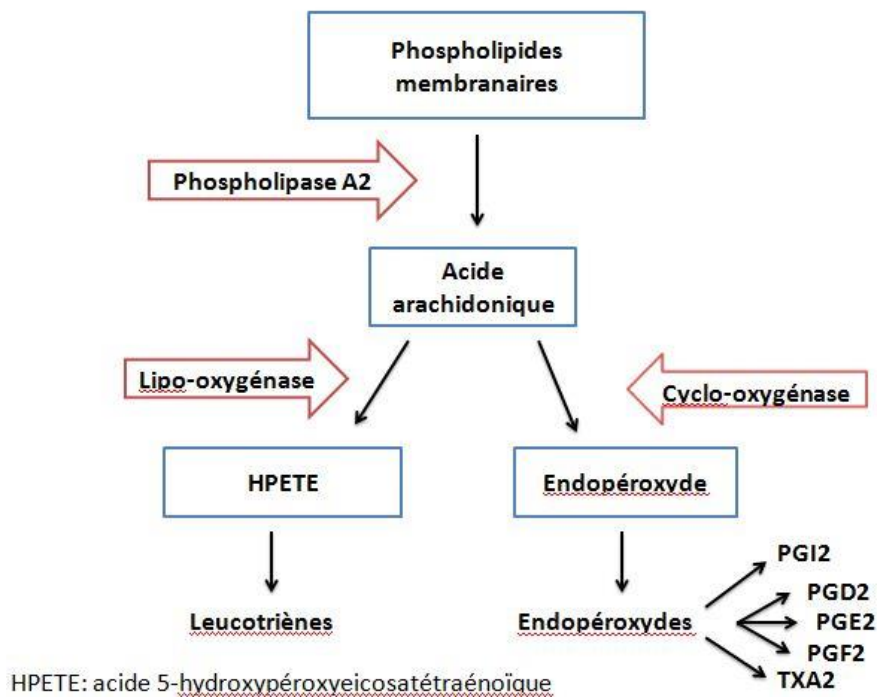 Phospholipides
membranaires
Phospholipase A2
Acide
arachidonique
Lipo-oxygénase
Cyclo-oxygénase
HPETE
Endopéroxyde
PGI2
PGD2
Leucotriènes
Endopéroxydes
PGE2
PGF2
TXA2
HPETE: acide 5-hydroxypéroxyeicosatétraénoïque